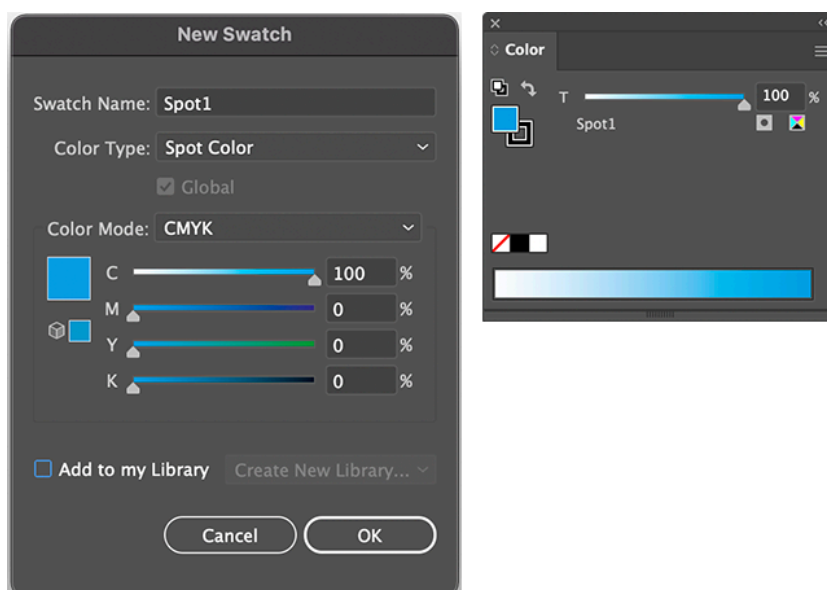 New Swatch
Swatch Name: Spot1
Color Type: Spot Color
Global
Color Mode: CMYK
C 100 %
M 0 %
Y 0 %
K 0 %
Add to my Library Create New Library...
Cancel OK
Color
T 100 %
Spot1